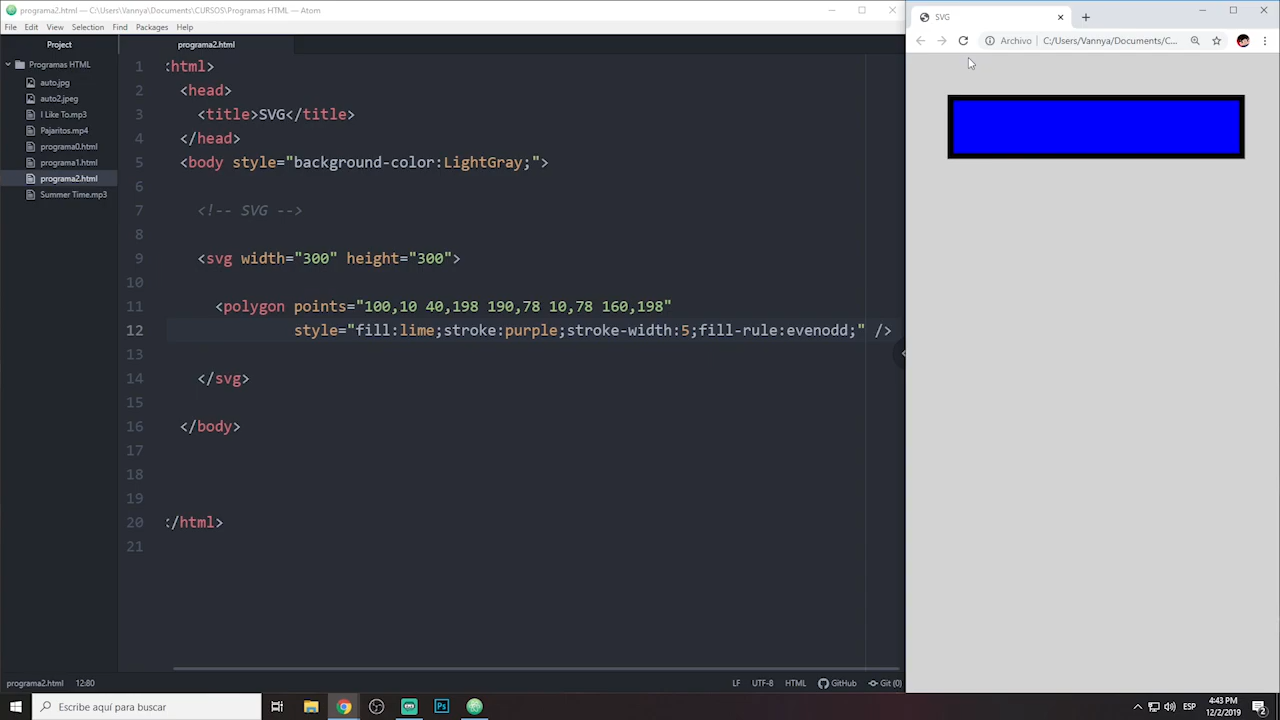 programa2.html — C:\Users\Vannya\Documents\CURSOS\Programas HTML — Atom
File Edit View Selection Find Packages Help
Project
Programas HTML
auto.jpg
auto2.jpeg
I Like To.mp3
Pajaritos.mp4
programa0.html
programa1.html
programa2.html
Summer Time.mp3
programa2.html
1 <html>
2 <head>
3 <title>SVG</title>
4 </head>
5 <body style="background-color:LightGray;">
6
7 <!-- SVG -->
8
9 <svg width="300" height="300">
10
11 <polygon points="100,10 40,198 190,78 10,78 160,198"
12 style="fill:lime;stroke:purple;stroke-width:5;fill-rule:evenodd;" />
13
14 </svg>
15
16 </body>
17
18
19
20 </html>
21
programa2.html 12:80
LF UTF-8 HTML GitHub Git (0)
SVG
Archivo C:/Users/Vannya/Documents/C...
Escribe aquí para buscar
Ps
ESP
4:43 PM
12/2/2019
2